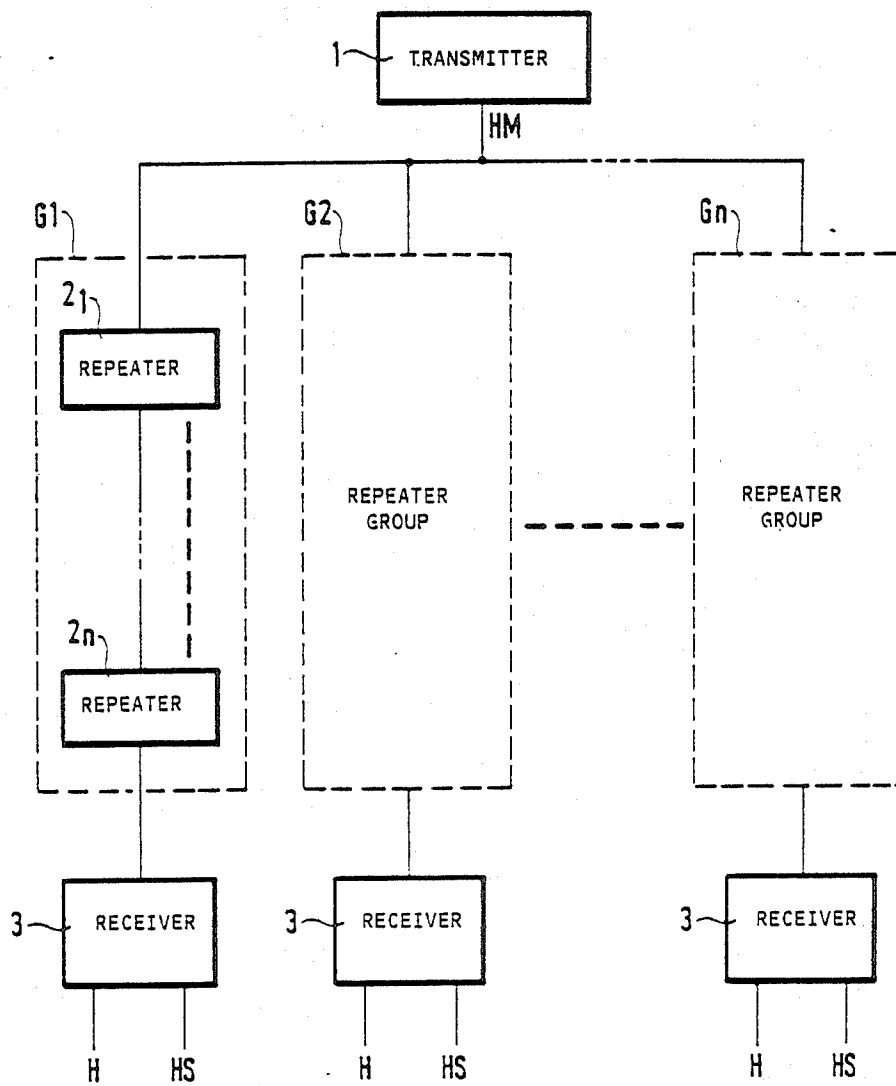 1
TRANSMITTER
HM
G1
G2
Gn
21
REPEATER
REPEATER
GROUP
REPEATER
GROUP
2n
REPEATER
3
RECEIVER
3
RECEIVER
3
RECEIVER
H
HS
H
HS
H
HS